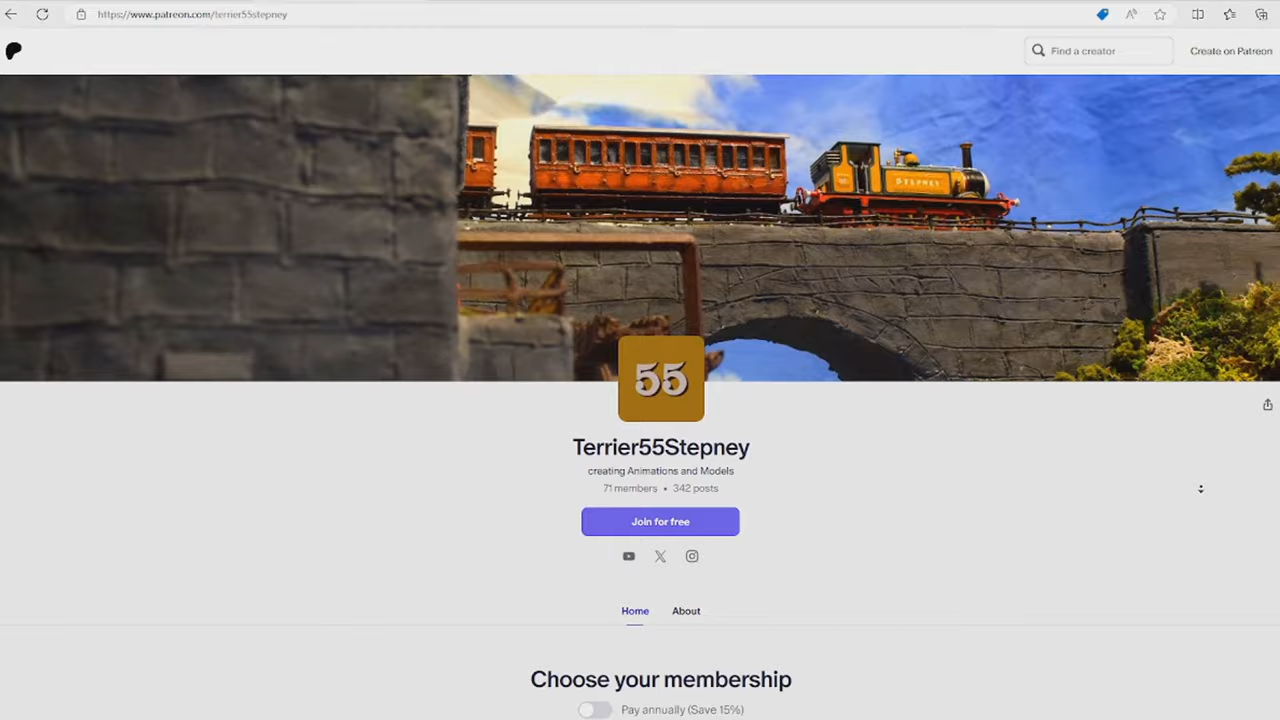 https://www.patreon.com/terrier55stepney
Find a creator
Create on Patreon
STEPNEY
55
Terrier55Stepney
creating Animations and Models
71 members • 342 posts
Join for free
Home
About
Choose your membership
Pay annually (Save 15%)